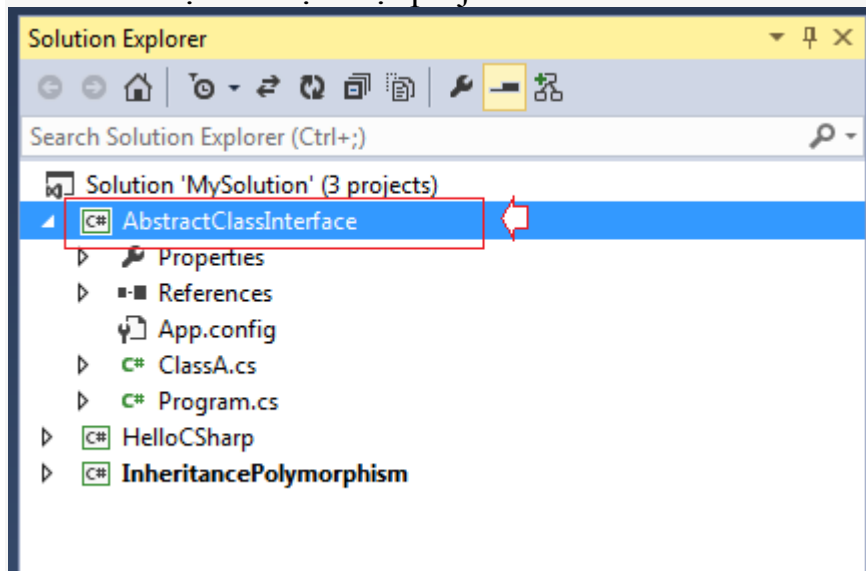 Solution Explorer
Search Solution Explorer (Ctrl+;)
Solution 'MySolution' (3 projects)
C# AbstractClassInterface
Properties
References
App.config
C# ClassA.cs
C# Program.cs
C# HelloCSharp
C# InheritancePolymorphism